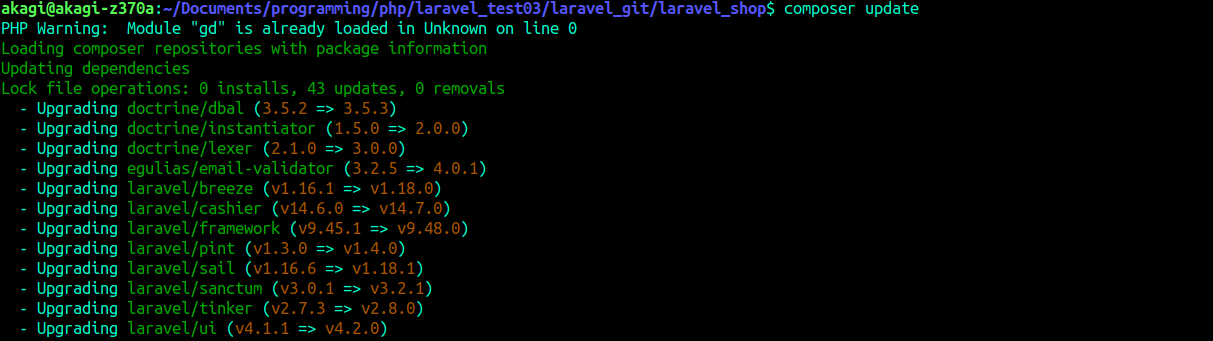 akagi@akagi-z370a:~/Documents/programming/php/laravel_test03/laravel_git/laravel_shop$ composer update
PHP Warning:  Module "gd" is already loaded in Unknown on line 0
Loading composer repositories with package information
Updating dependencies
Lock file operations: 0 installs, 43 updates, 0 removals
  - Upgrading doctrine/dbal (3.5.2 => 3.5.3)
  - Upgrading doctrine/instantiator (1.5.0 => 2.0.0)
  - Upgrading doctrine/lexer (2.1.0 => 3.0.0)
  - Upgrading egulias/email-validator (3.2.5 => 4.0.1)
  - Upgrading laravel/breeze (v1.16.1 => v1.18.0)
  - Upgrading laravel/cashier (v14.6.0 => v14.7.0)
  - Upgrading laravel/framework (v9.45.1 => v9.48.0)
  - Upgrading laravel/pint (v1.3.0 => v1.4.0)
  - Upgrading laravel/sail (v1.16.6 => v1.18.1)
  - Upgrading laravel/sanctum (v3.0.1 => v3.2.1)
  - Upgrading laravel/tinker (v2.7.3 => v2.8.0)
  - Upgrading laravel/ui (v4.1.1 => v4.2.0)